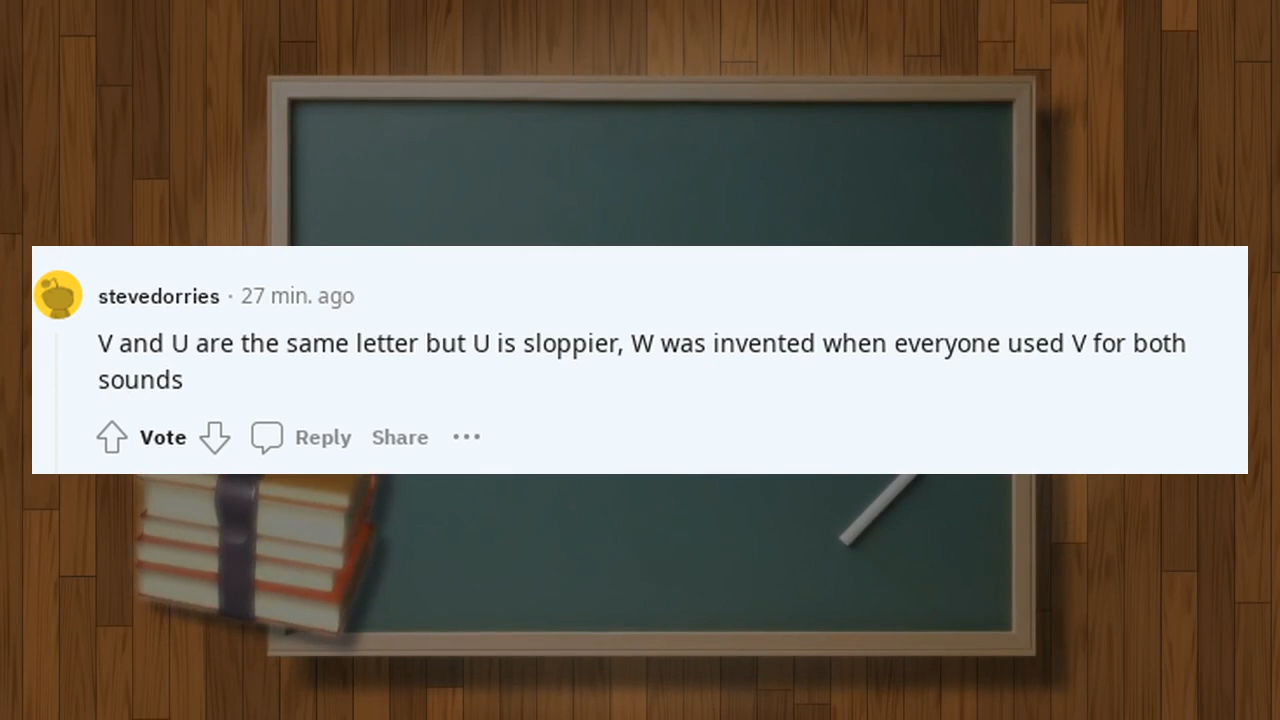 stevedorries · 27 min. ago
V and U are the same letter but U is sloppier, W was invented when everyone used V for both
sounds
Vote Reply Share ···